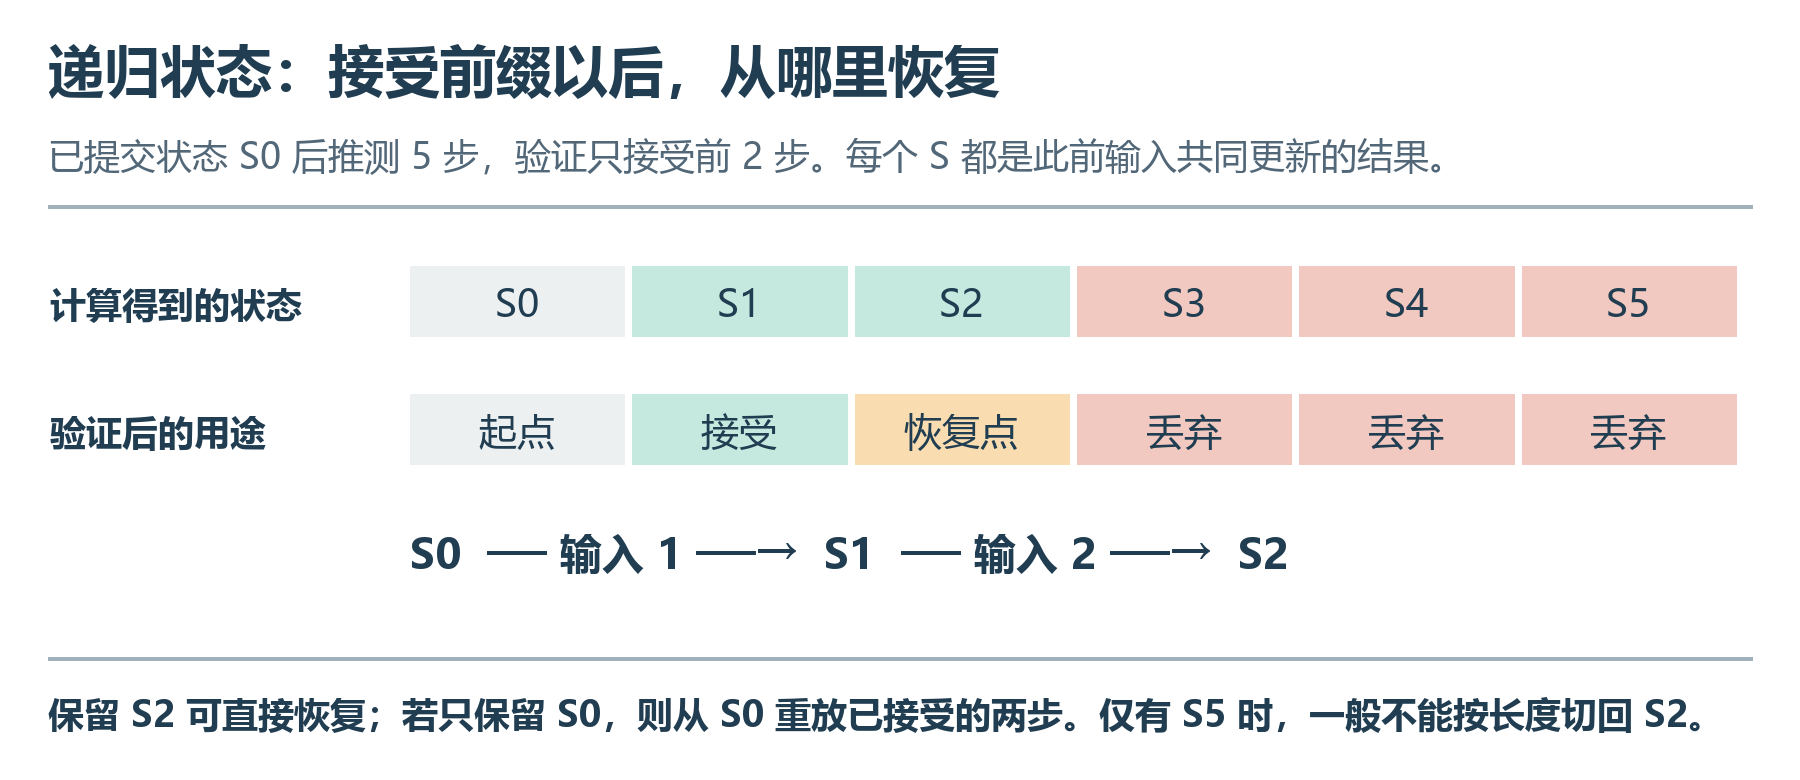 递归状态：接受前缀以后，从哪里恢复
已提交状态 S0 后推测 5 步，验证只接受前 2 步。每个 S 都是此前输入共同更新的结果。
计算得到的状态 S0 S1 S2 S3 S4 S5
验证后的用途 起点 接受 恢复点 丢弃 丢弃 丢弃
S0 ── 输入 1 ──→ S1 ── 输入 2 ──→ S2
保留 S2 可直接恢复；若只保留 S0，则从 S0 重放已接受的两步。仅有 S5 时，一般不能按长度切回 S2。